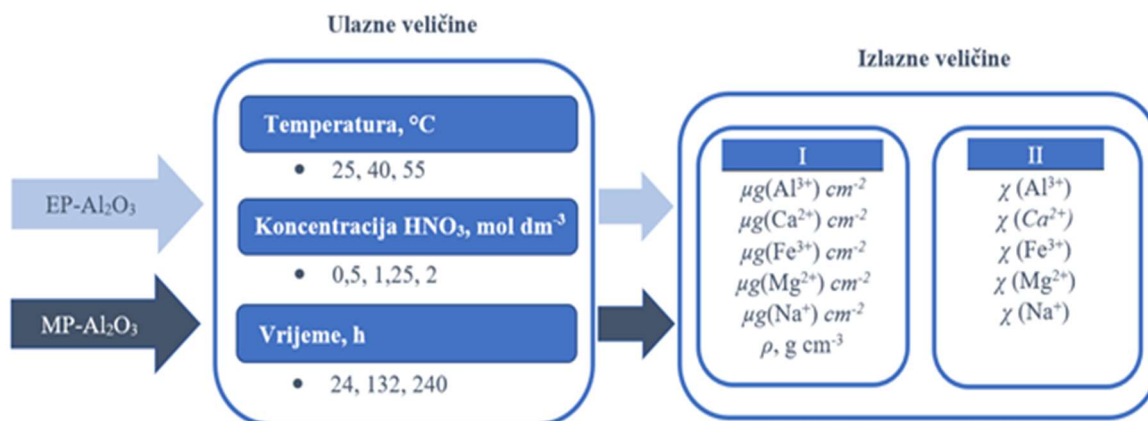 Ulazne veličine
Temperatura, °C
• 25, 40, 55
Koncentracija HNO₃, mol dm⁻³
• 0,5, 1,25, 2
Vrijeme, h
• 24, 132, 240
EP-Al₂O₃
MP-Al₂O₃
Izlazne veličine
I
µg(Al³⁺) cm⁻²
µg(Ca²⁺) cm⁻²
µg(Fe³⁺) cm⁻²
µg(Mg²⁺) cm⁻²
µg(Na⁺) cm⁻²
ρ, g cm⁻³
II
χ (Al³⁺)
χ (Ca²⁺)
χ (Fe³⁺)
χ (Mg²⁺)
χ (Na⁺)